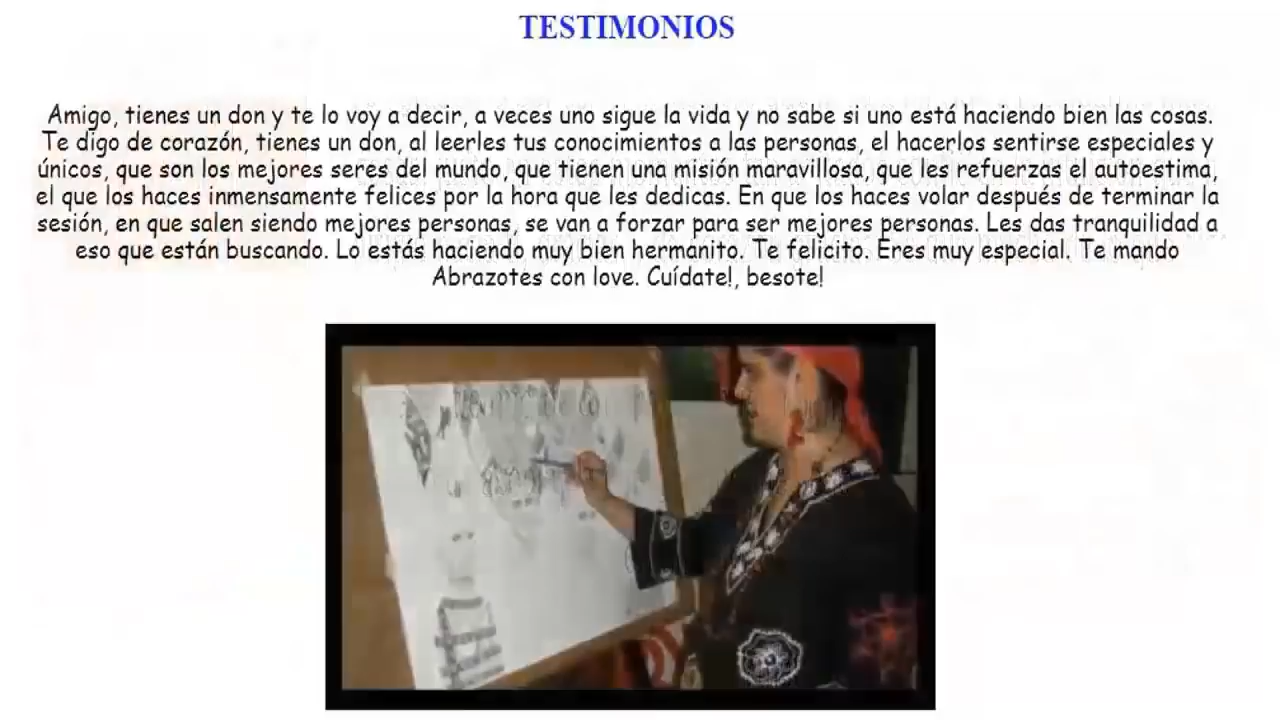 TESTIMONIOS
Amigo, tienes un don y te lo voy a decir, a veces uno sigue la vida y no sabe si uno está haciendo bien las cosas.
Te digo de corazón, tienes un don, al leerles tus conocimientos a las personas, el hacerlos sentirse especiales y
únicos, que son los mejores seres del mundo, que tienen una misión maravillosa, que les refuerzas el autoestima,
el que los haces inmensamente felices por la hora que les dedicas. En que los haces volar después de terminar la
sesión, en que salen siendo mejores personas, se van a forzar para ser mejores personas. Les das tranquilidad a
eso que están buscando. Lo estás haciendo muy bien hermanito. Te felicito. Eres muy especial. Te mando
Abrazotes con love. Cuídate!, besote!